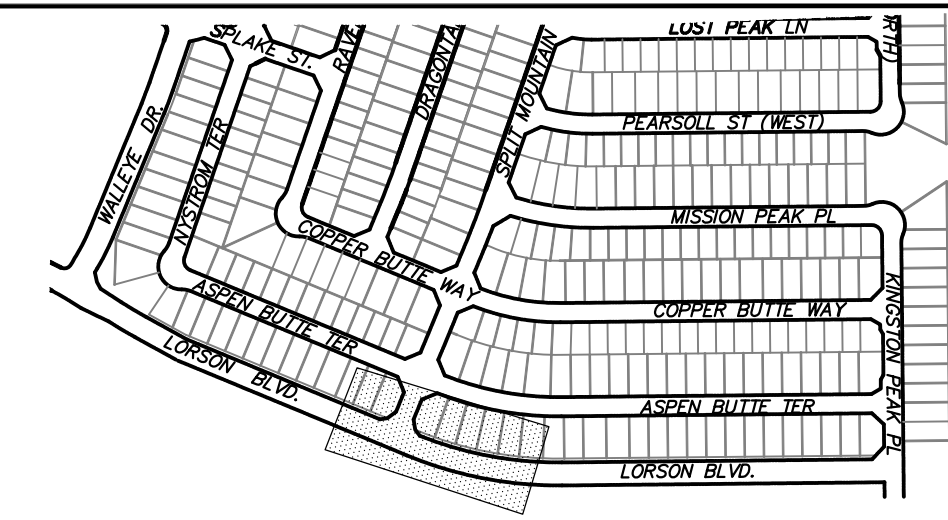 LOST PEAK LN
SPLAKE ST.
SPLIT MOUNTAIN
PEARSOLL ST (WEST)
WALLEYE DR.
NYSTROM TER
MISSION PEAK PL
COPPER BUTTE WAY
ASPEN BUTTE TER
COPPER BUTTE WAY
KINGSTON PEAK PL
LORSON BLVD.
ASPEN BUTTE TER
LORSON BLVD.